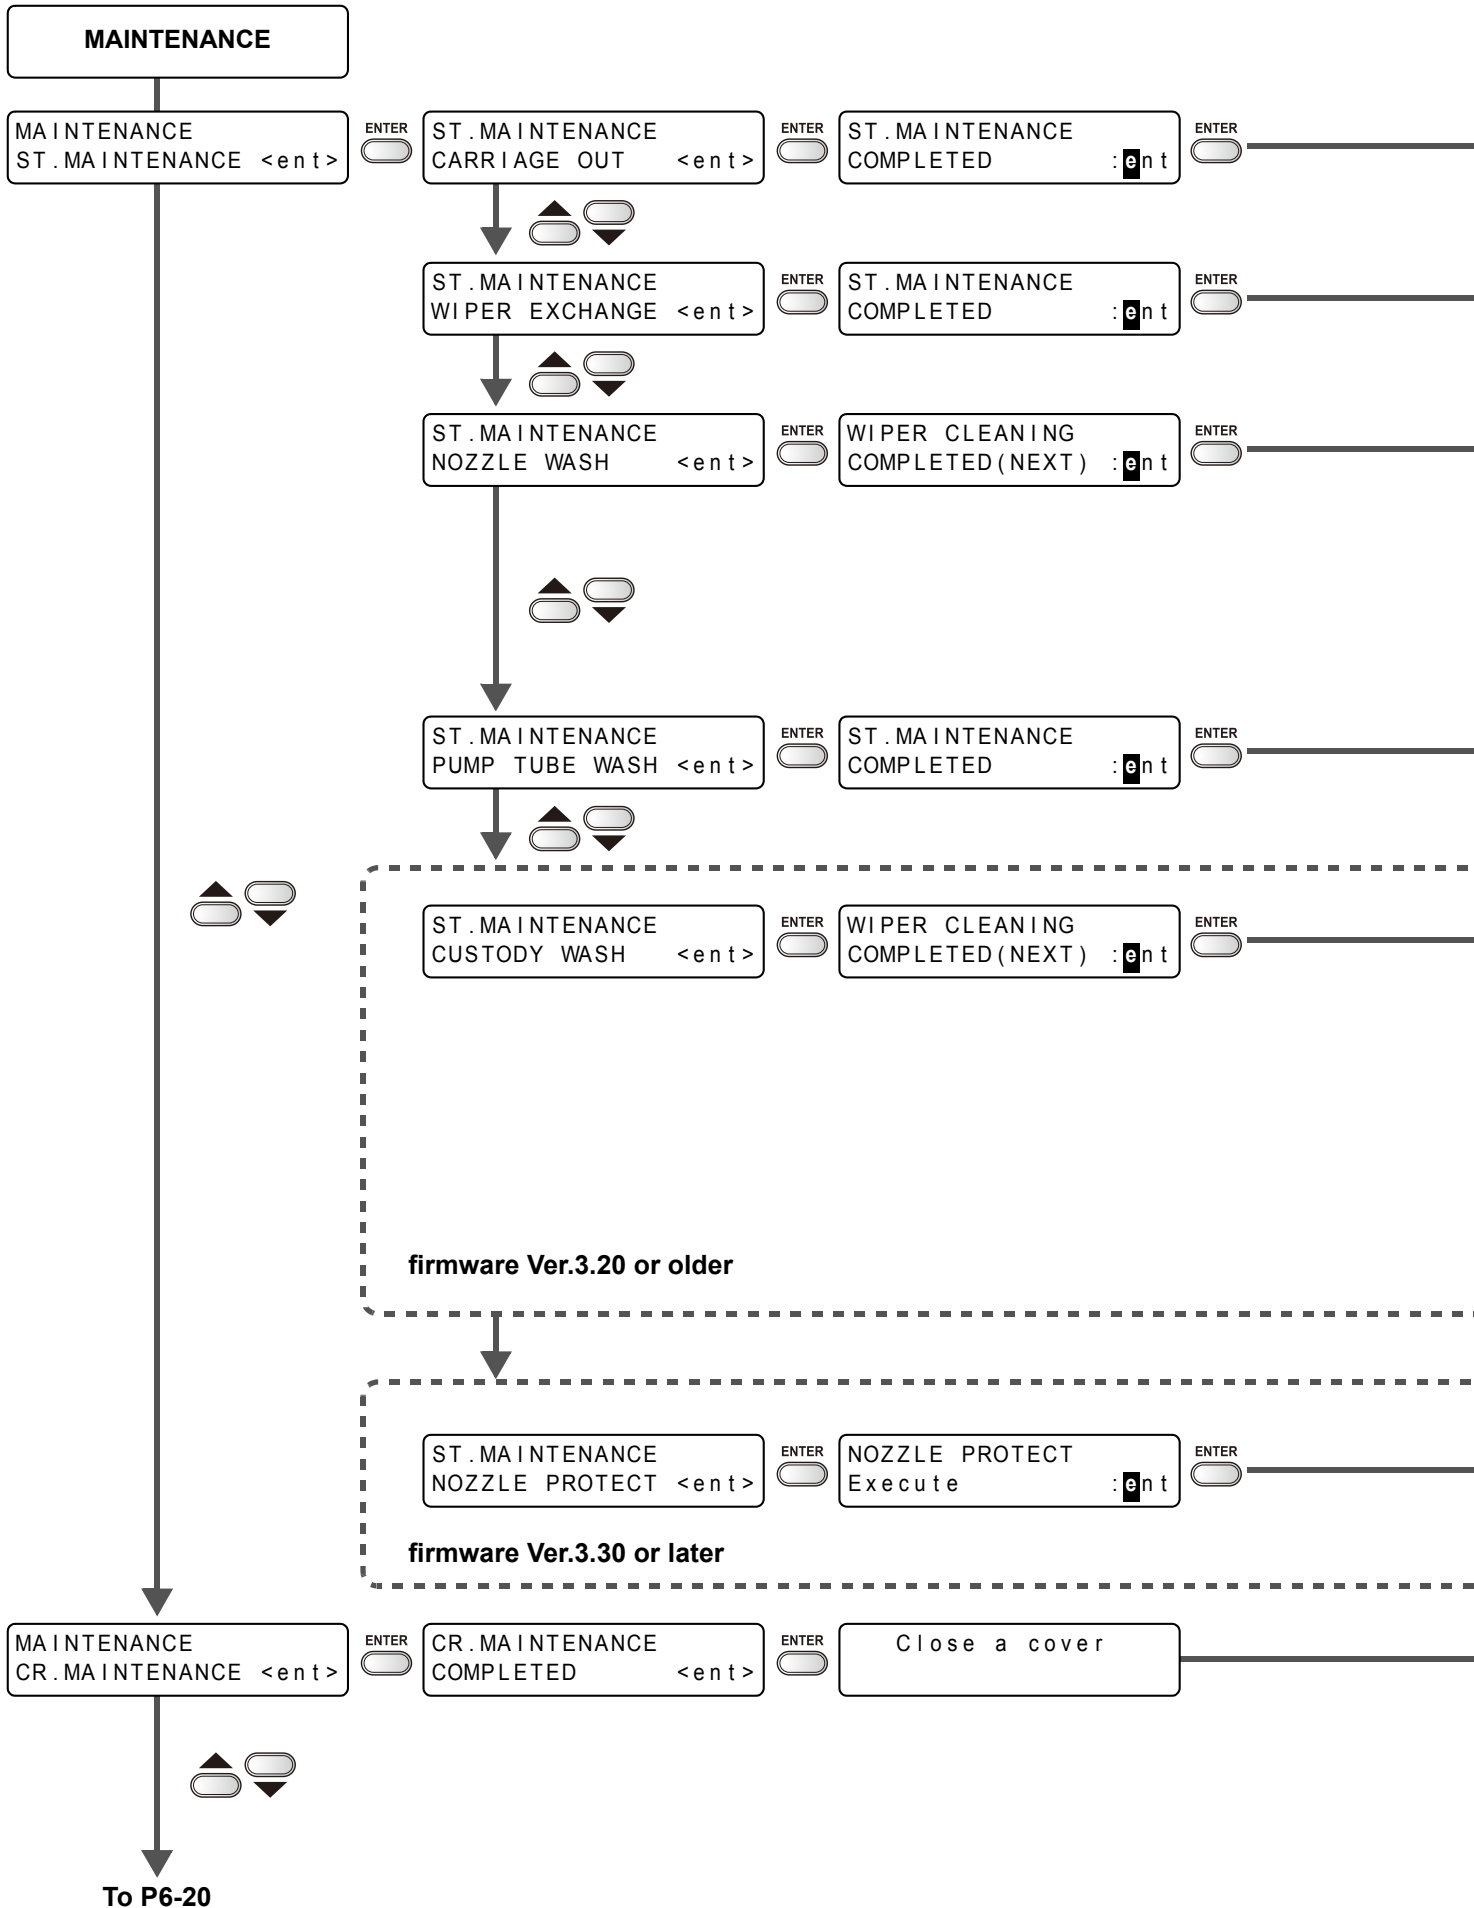 MAINTENANCE
MAINTENANCE
ST.MAINTENANCE <ent>
ENTER
ST.MAINTENANCE
CARRIAGE OUT <ent>
ENTER
ST.MAINTENANCE
COMPLETED :ent
ENTER
ST.MAINTENANCE
WIPER EXCHANGE <ent>
ENTER
ST.MAINTENANCE
COMPLETED :ent
ENTER
ST.MAINTENANCE
NOZZLE WASH <ent>
ENTER
WIPER CLEANING
COMPLETED(NEXT) :ent
ENTER
ST.MAINTENANCE
PUMP TUBE WASH <ent>
ENTER
ST.MAINTENANCE
COMPLETED :ent
ENTER
ST.MAINTENANCE
CUSTODY WASH <ent>
ENTER
WIPER CLEANING
COMPLETED(NEXT) :ent
ENTER
firmware Ver.3.20 or older
ST.MAINTENANCE
NOZZLE PROTECT <ent>
ENTER
NOZZLE PROTECT
Execute :ent
ENTER
firmware Ver.3.30 or later
MAINTENANCE
CR.MAINTENANCE <ent>
ENTER
CR.MAINTENANCE
COMPLETED <ent>
ENTER
Close a cover
To P6-20